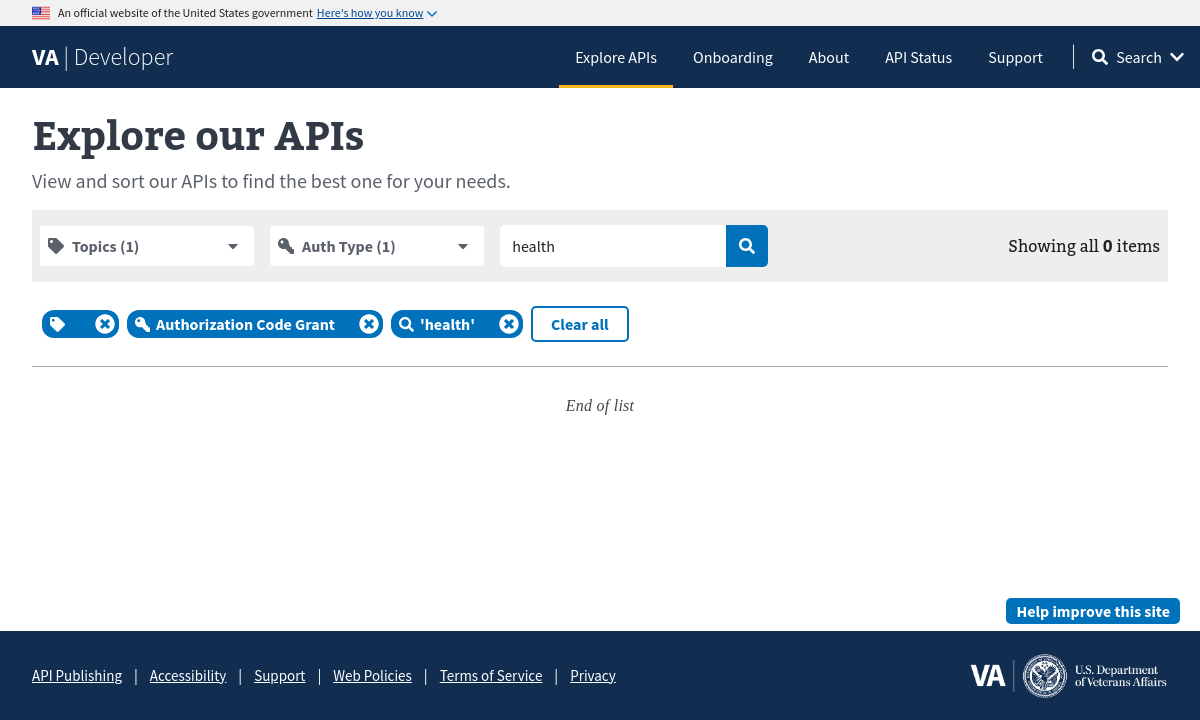 An official website of the United States government Here's how you know
VA | Developer
Explore APIs
Onboarding
About
API Status
Support
Search
Explore our APIs
View and sort our APIs to find the best one for your needs.
Topics (1)
Auth Type (1)
health
Showing all 0 items
Authorization Code Grant
'health'
Clear all
End of list
Help improve this site
API Publishing | Accessibility | Support | Web Policies | Terms of Service | Privacy
VA
U.S. Department
of Veterans Affairs